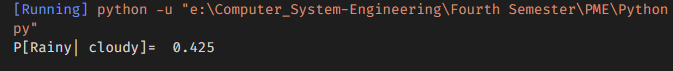 [Running] python -u "e:\Computer_System-Engineering\Fourth Semester\PME\Python
py"
P[Rainy| cloudy]=  0.425